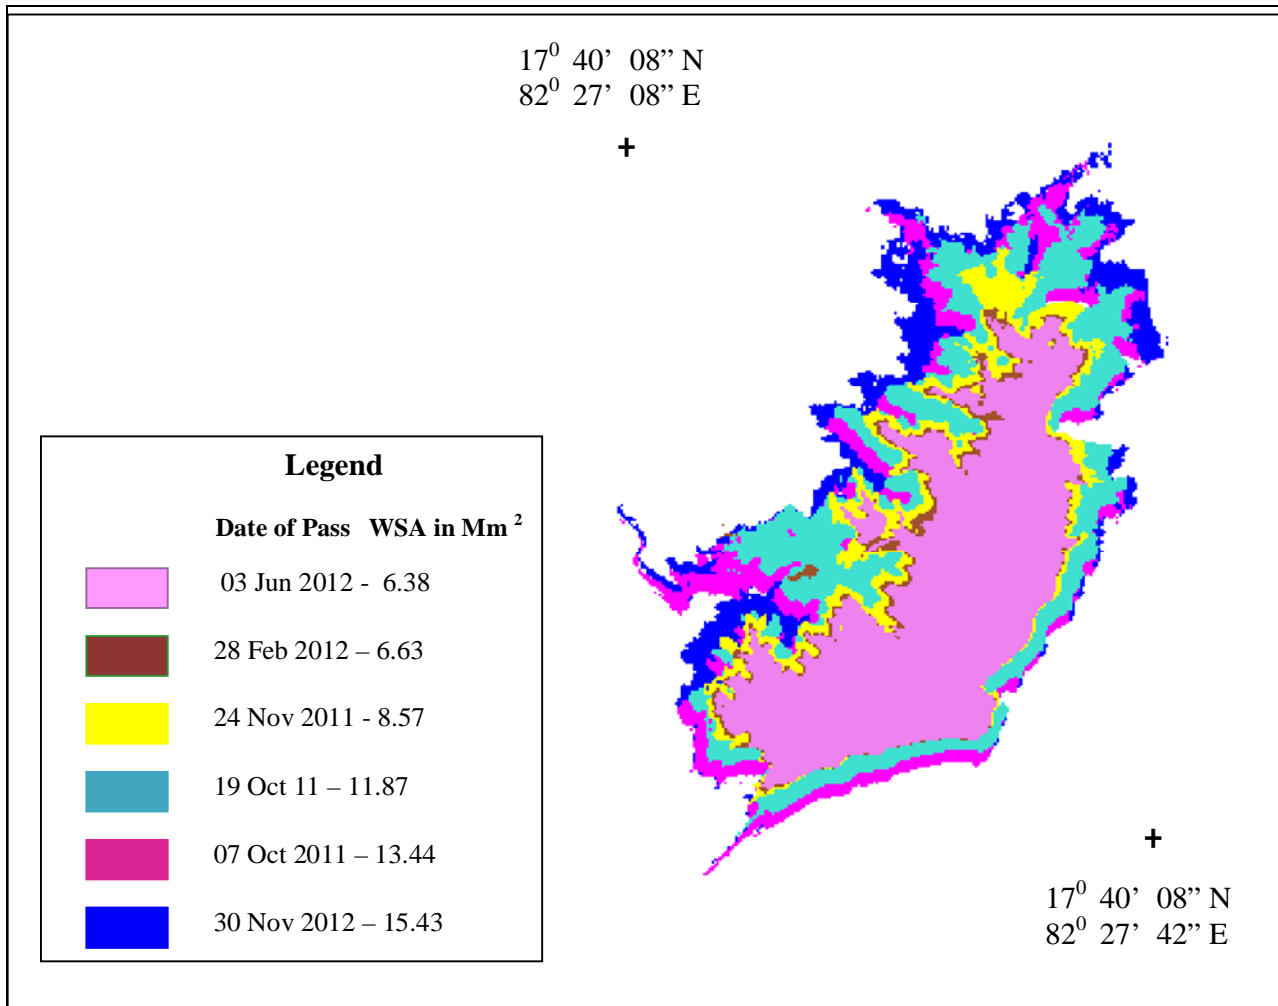 17⁰ 40’ 08” N
82⁰ 27’ 08” E
+
Legend
Date of Pass WSA in Mm ²
03 Jun 2012 - 6.38
28 Feb 2012 – 6.63
24 Nov 2011 - 8.57
19 Oct 11 – 11.87
07 Oct 2011 – 13.44
30 Nov 2012 – 15.43
+
17⁰ 40’ 08” N
82⁰ 27’ 42” E